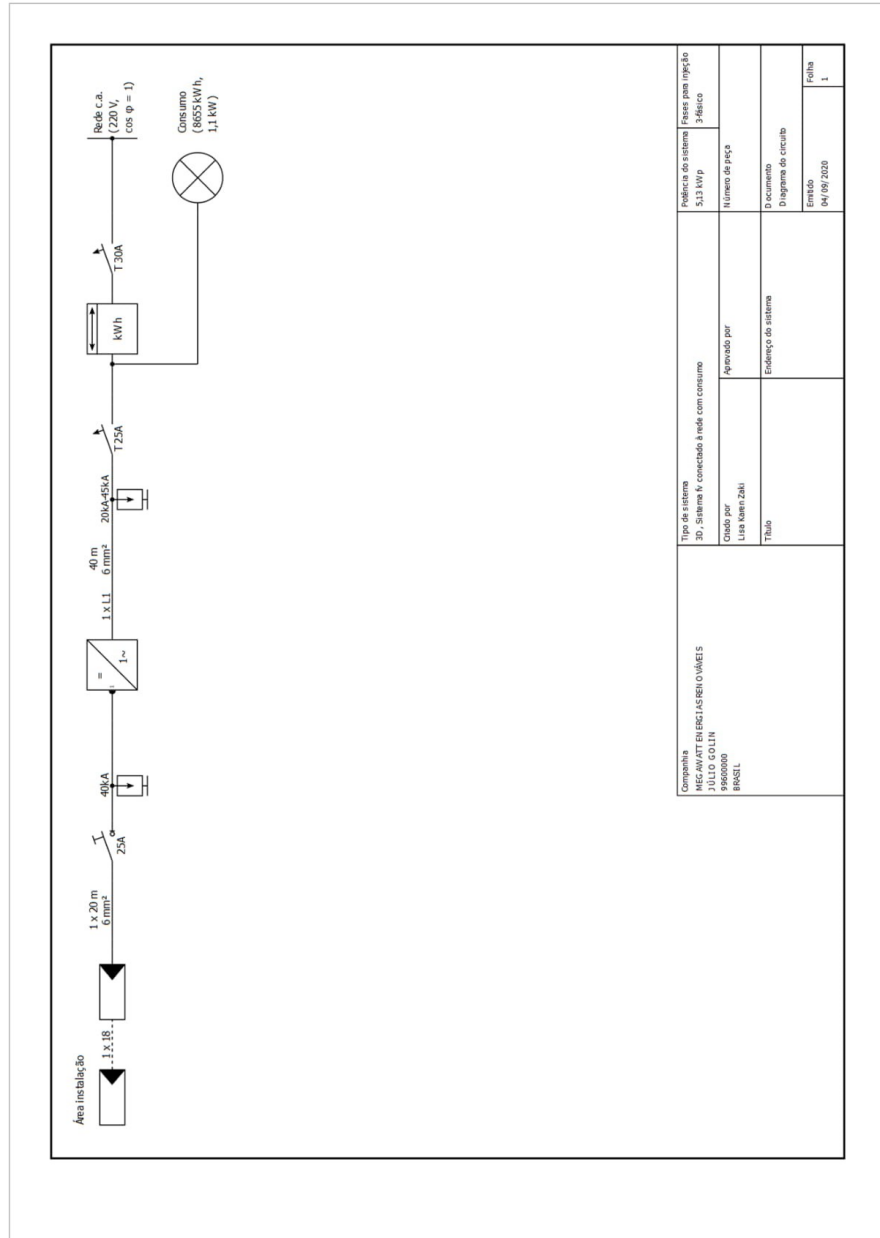 Área instalação
1 x 18
1 x 20 m
6 mm²
25A
40kA
=
1~
1 x L1
40 m
6 mm²
20kA-45kA
T25A
kWh
T30A
Rede c.a.
(220 V,
cos φ = 1)
Consumo
(8655 kWh,
1,1 kW)
Companhia
MEGAWATT ENERGIAS RENOVÁVEIS
JÚLIO GOLIN
99600000
BRASIL
Tipo de sistema
3D, Sistema fv conectado à rede com consumo
Potência do sistema
5,13 kWp
Fases para injeção
3-fásico
Criado por
Lisa Karen Zaki
Aprovado por
Número de peça
Título
Endereço do sistema
Documento
Diagrama do circuito
Emitido
04/09/2020
Folha
1